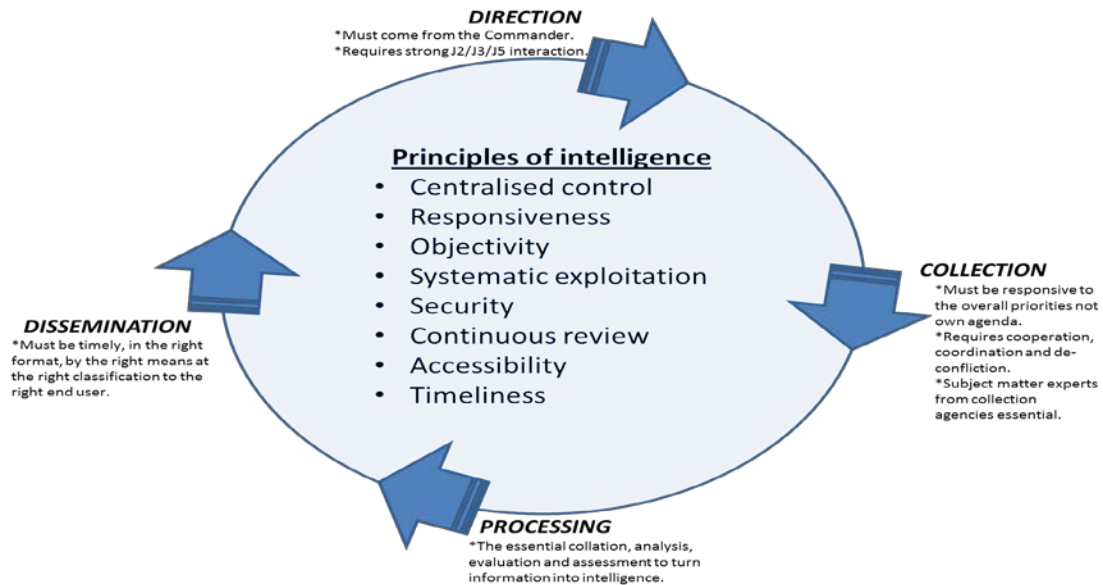 DIRECTION
*Must come from the Commander.
*Requires strong J2/J3/J5 interaction.
Principles of intelligence
• Centralised control
• Responsiveness
• Objectivity
• Systematic exploitation
• Security
• Continuous review
• Accessibility
• Timeliness
COLLECTION
*Must be responsive to
the overall priorities not
own agenda.
*Requires cooperation,
coordination and de-
confliction.
*Subject matter experts
from collection
agencies essential.
PROCESSING
*The essential collation, analysis,
evaluation and assessment to turn
information into intelligence.
DISSEMINATION
*Must be timely, in the right
format, by the right means at
the right classification to the
right end user.